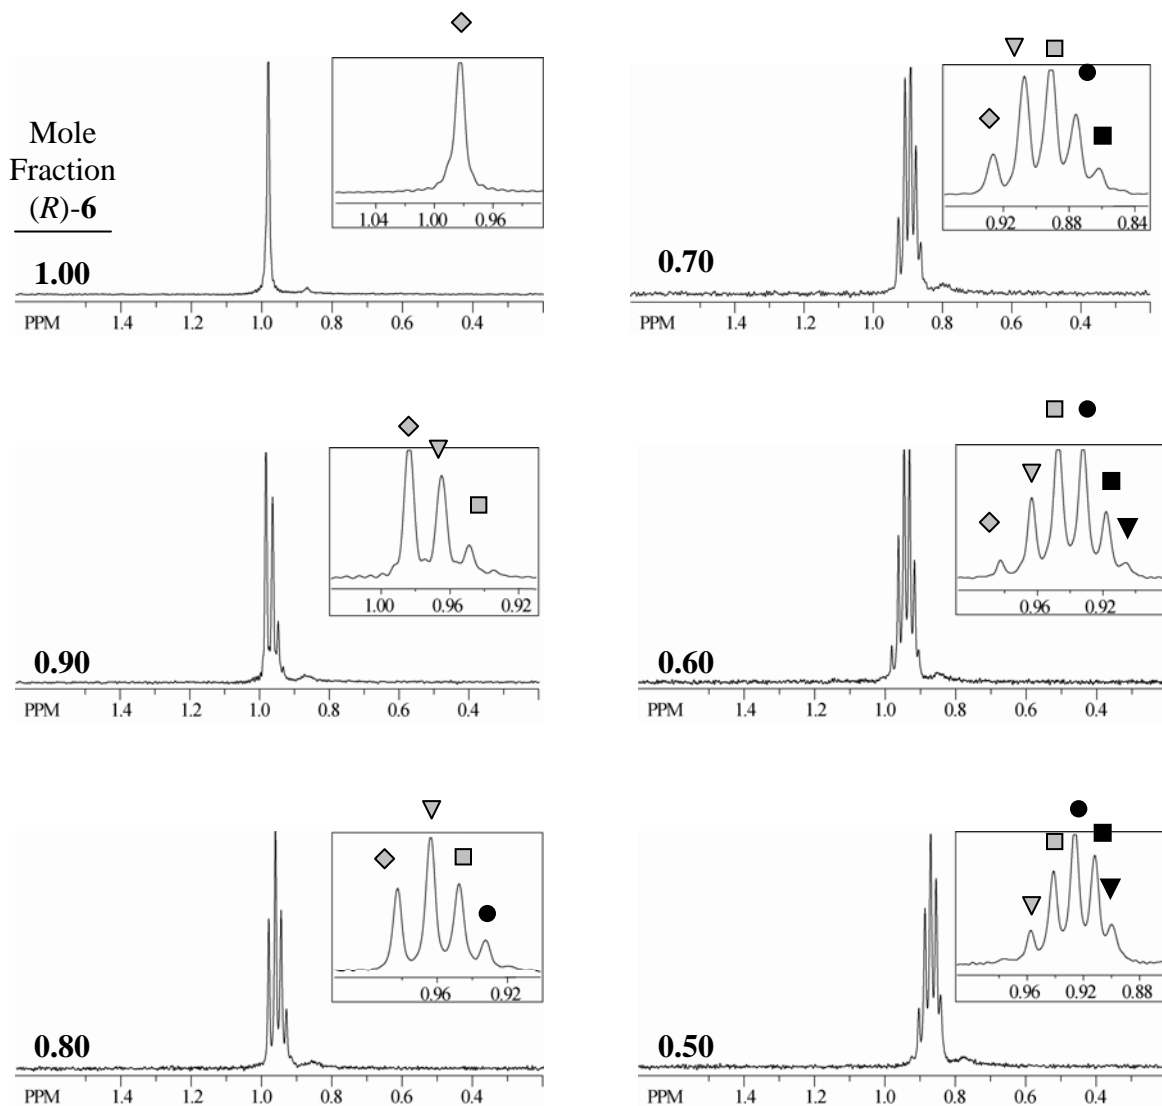 Mole
Fraction
(R)-6
1.00
1.04 1.00 0.96
PPM 1.4 1.2 1.0 0.8 0.6 0.4
0.70
0.92 0.88 0.84
PPM 1.4 1.2 1.0 0.8 0.6 0.4
0.90
1.00 0.96 0.92
PPM 1.4 1.2 1.0 0.8 0.6 0.4
0.60
0.96 0.92
PPM 1.4 1.2 1.0 0.8 0.6 0.4
0.80
0.96 0.92
PPM 1.4 1.2 1.0 0.8 0.6 0.4
0.50
0.96 0.92 0.88
PPM 1.4 1.2 1.0 0.8 0.6 0.4